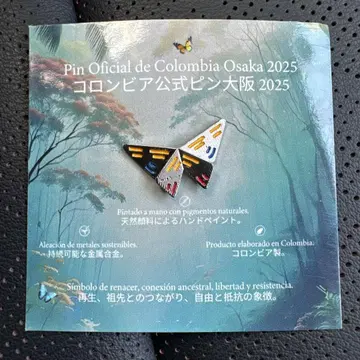 Pin Oficial de Colombia Osaka 2025
コロンビア公式ピン大阪 2025
Pintado a mano con pigmentos naturales.
天然顔料によるハンドペイント。
Aleación de metales sostenibles.
持続可能な金属合金。
Producto elaborado en Colombia.
コロンビア製。
Símbolo de renacer, conexión ancestral, libertad y resistencia.
再生、祖先とのつながり、自由と抵抗の象徴。